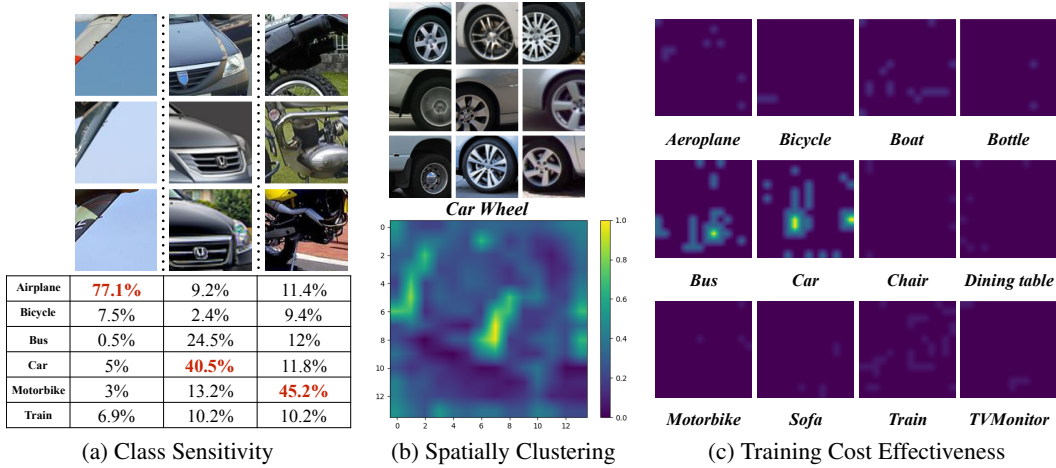 Airplane 77.1% 9.2% 11.4%
Bicycle 7.5% 2.4% 9.4%
Bus 0.5% 24.5% 12%
Car 5% 40.5% 11.8%
Motorbike 3% 13.2% 45.2%
Train 6.9% 10.2% 10.2%
(a) Class Sensitivity
Car Wheel
0
2
4
6
8
10
12
0 2 4 6 8 10 12
1.0
0.8
0.6
0.4
0.2
0.0
(b) Spatially Clustering
Aeroplane Bicycle Boat Bottle
Bus Car Chair Dining table
Motorbike Sofa Train TVMonitor
(c) Training Cost Effectiveness